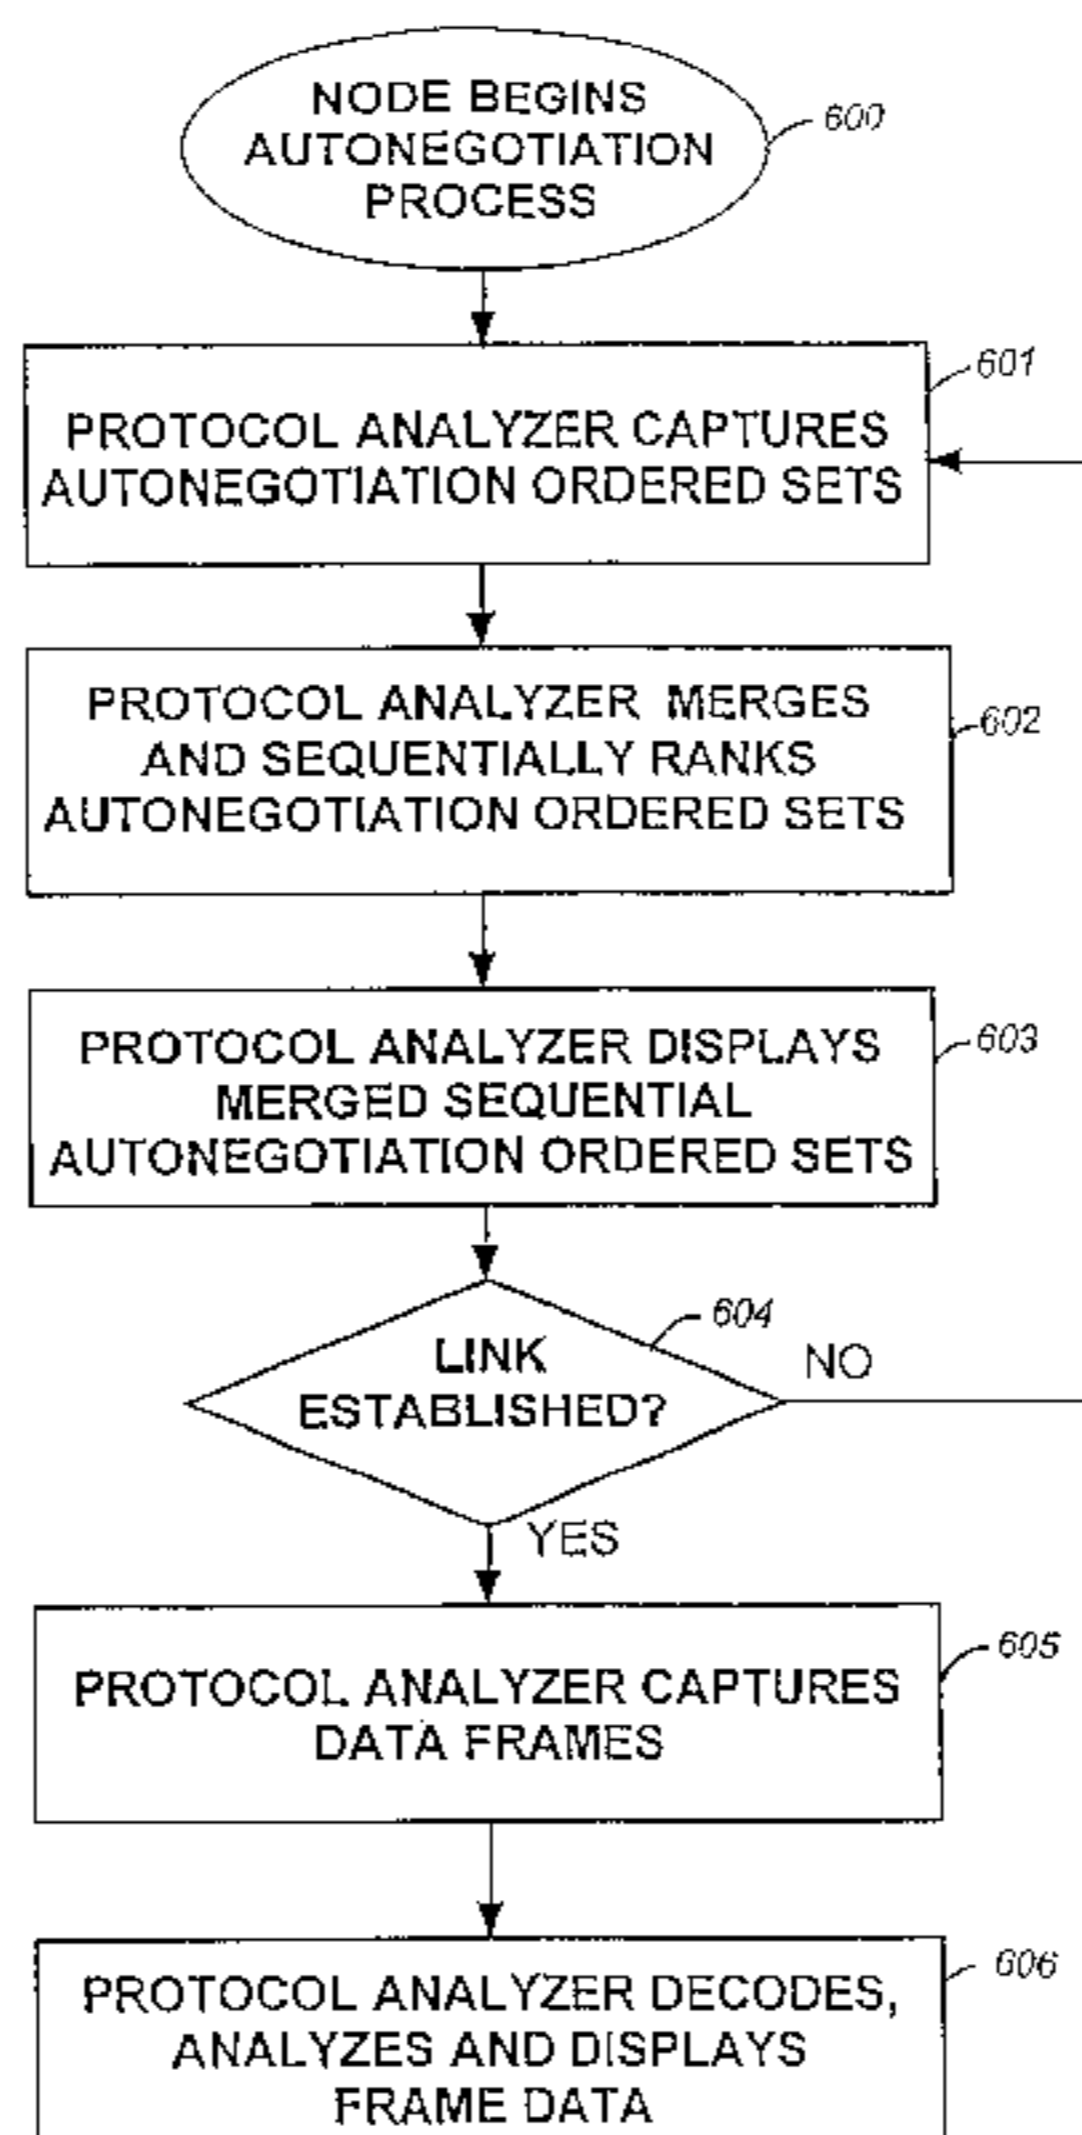 NODE BEGINS
AUTONEGOTIATION
PROCESS
600
601
PROTOCOL ANALYZER CAPTURES
AUTONEGOTIATION ORDERED SETS
PROTOCOL ANALYZER MERGES
AND SEQUENTIALLY RANKS
AUTONEGOTIATION ORDERED SETS
602
PROTOCOL ANALYZER DISPLAYS
MERGED SEQUENTIAL
AUTONEGOTIATION ORDERED SETS
603
604
LINK
ESTABLISHED?
NO
YES
605
PROTOCOL ANALYZER CAPTURES
DATA FRAMES
606
PROTOCOL ANALYZER DECODES,
ANALYZES AND DISPLAYS
FRAME DATA